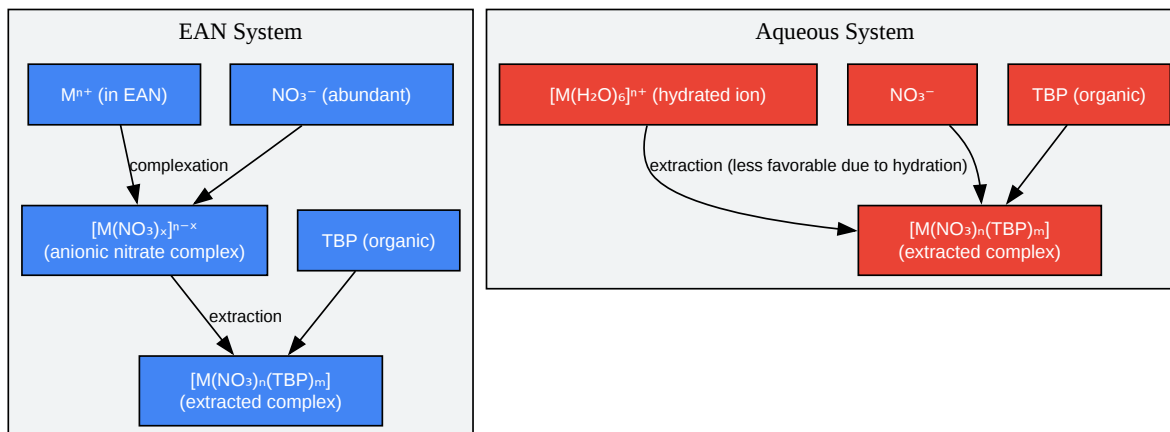 EAN System
Mⁿ⁺ (in EAN)
NO₃⁻ (abundant)
complexation
[M(NO₃)ₓ]ⁿ⁻ˣ
(anionic nitrate complex)
TBP (organic)
extraction
[M(NO₃)ₙ(TBP)ₘ]
(extracted complex)
Aqueous System
[M(H₂O)₆]ⁿ⁺ (hydrated ion)
NO₃⁻
TBP (organic)
extraction (less favorable due to hydration)
[M(NO₃)ₙ(TBP)ₘ]
(extracted complex)